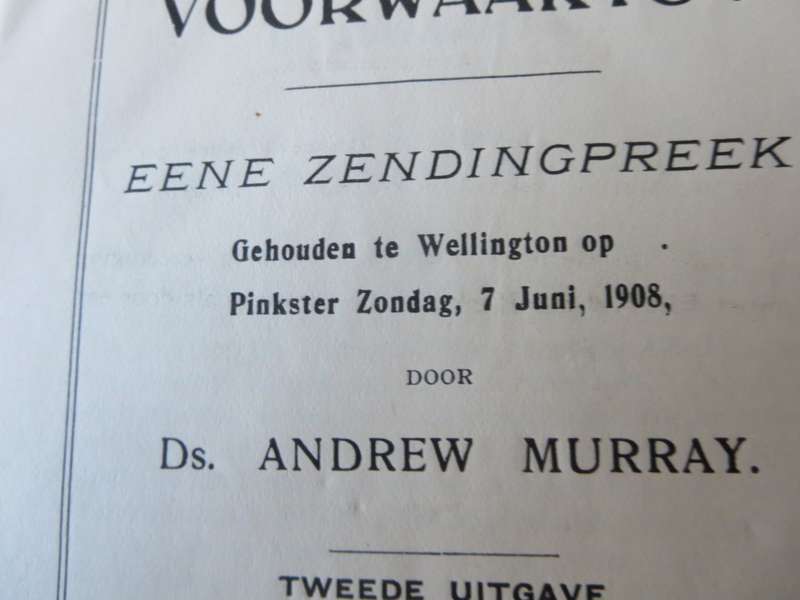 EENE ZENDINGPREEK
Gehouden te Wellington op
Pinkster Zondag, 7 Juni, 1908,
DOOR
Ds. ANDREW MURRAY.
TWEEDE UITGAVE